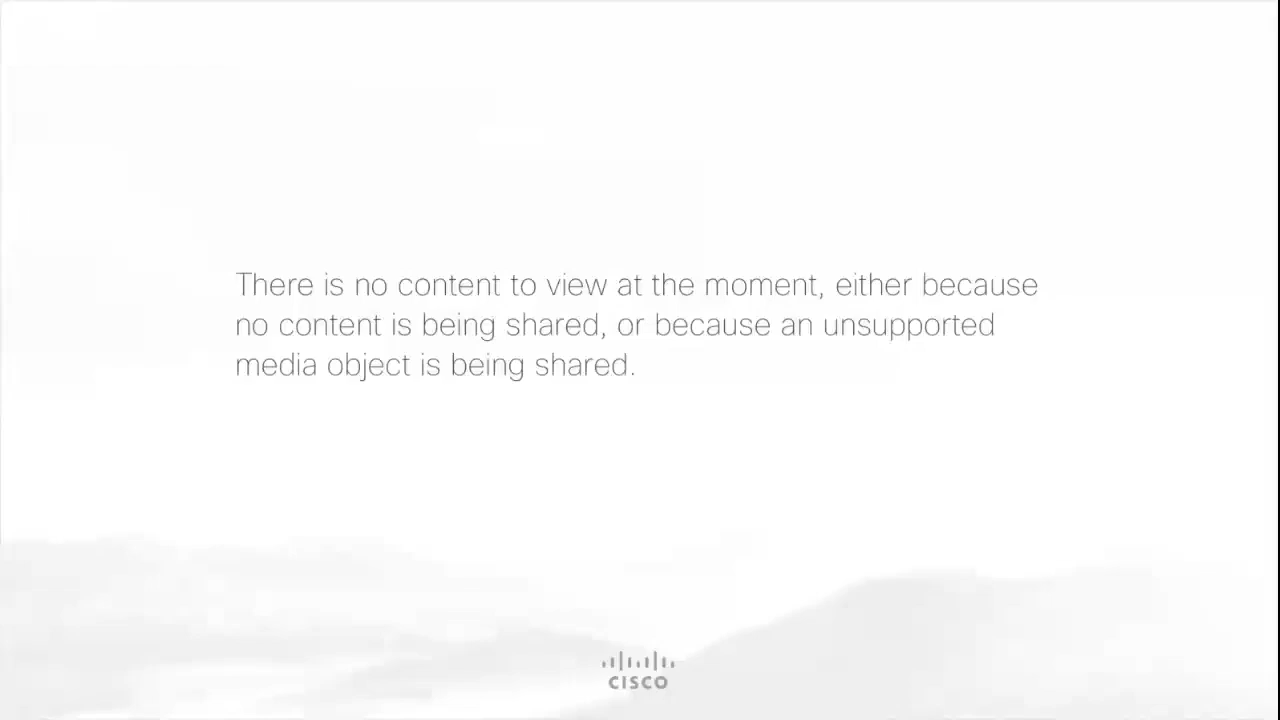 There is no content to view at the moment, either because
no content is being shared, or because an unsupported
media object is being shared.
CISCO